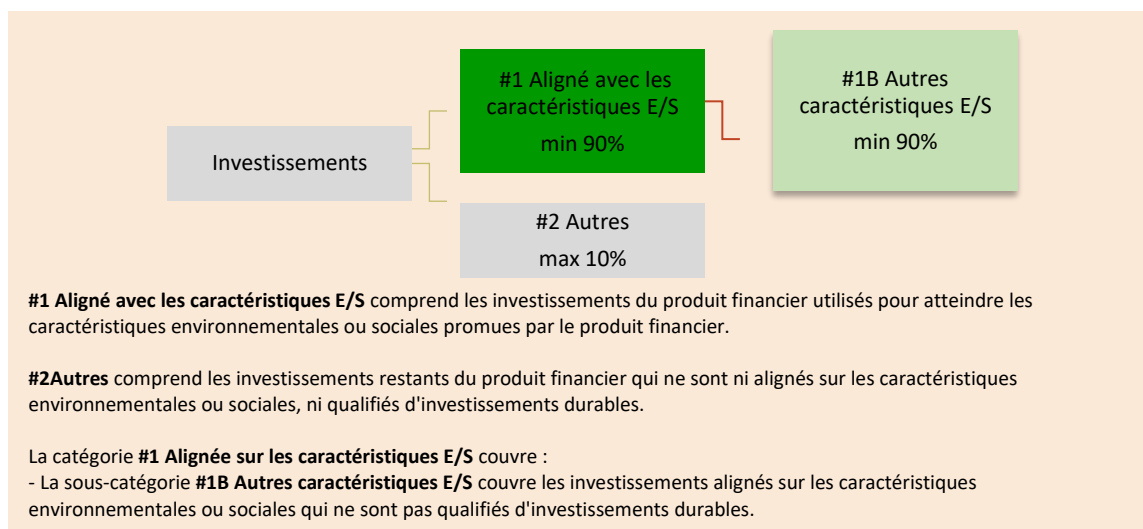 Investissements
#1 Aligné avec les
caractéristiques E/S
min 90%
#1B Autres
caractéristiques E/S
min 90%
#2 Autres
max 10%
#1 Aligné avec les caractéristiques E/S comprend les investissements du produit financier utilisés pour atteindre les
caractéristiques environnementales ou sociales promues par le produit financier.
#2Autres comprend les investissements restants du produit financier qui ne sont ni alignés sur les caractéristiques
environnementales ou sociales, ni qualifiés d'investissements durables.
La catégorie #1 Alignée sur les caractéristiques E/S couvre :
- La sous-catégorie #1B Autres caractéristiques E/S couvre les investissements alignés sur les caractéristiques
environnementales ou sociales qui ne sont pas qualifiés d'investissements durables.